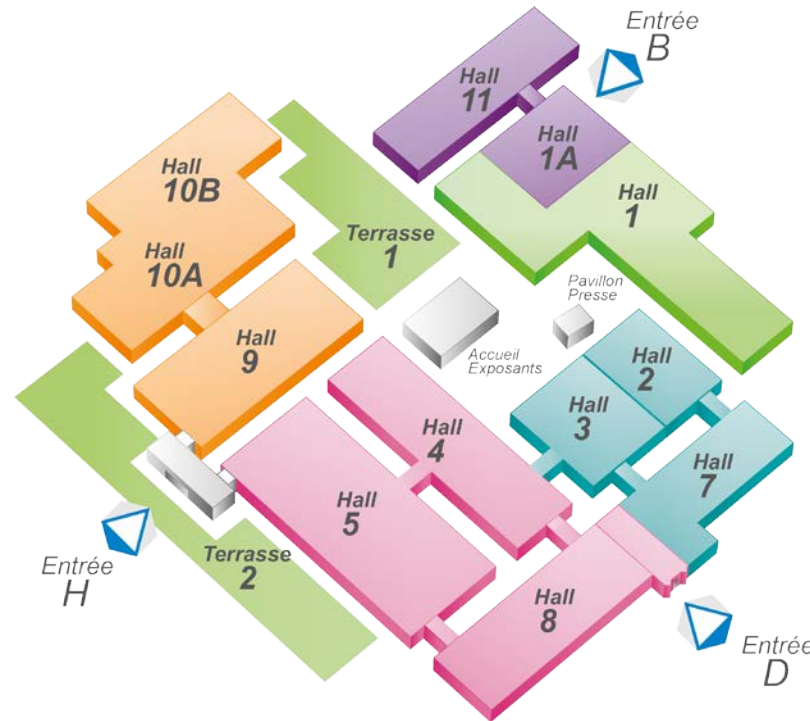 Entrée
B
Hall
11
Hall
1A
Hall
10B
Hall
1
Terrasse
1
Hall
10A
Pavillon
Presse
Hall
9
Accueil
Exposants
Hall
2
Hall
3
Hall
4
Hall
7
Hall
5
Terrasse
2
Entrée
H
Hall
8
Entrée
D